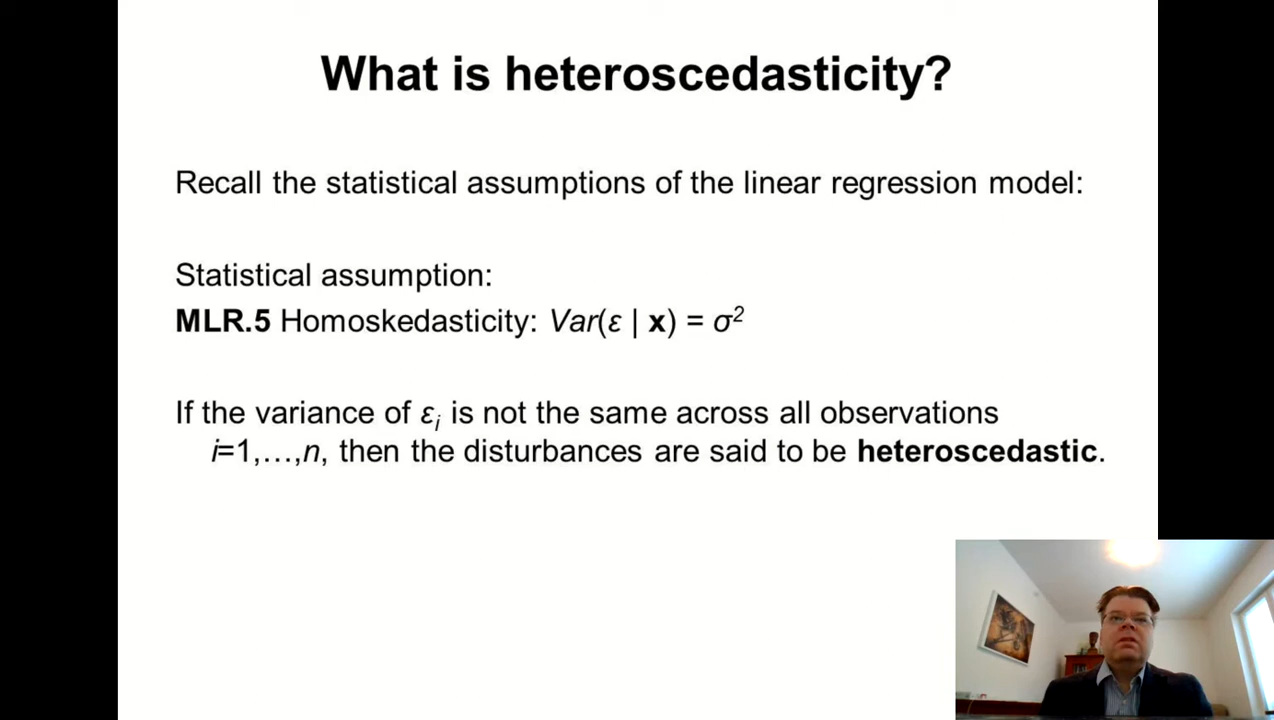 What is heteroscedasticity?
Recall the statistical assumptions of the linear regression model:
Statistical assumption:
MLR.5 Homoskedasticity: Var(ε | x) = σ²
If the variance of εᵢ is not the same across all observations
i=1,…,n, then the disturbances are said to be heteroscedastic.